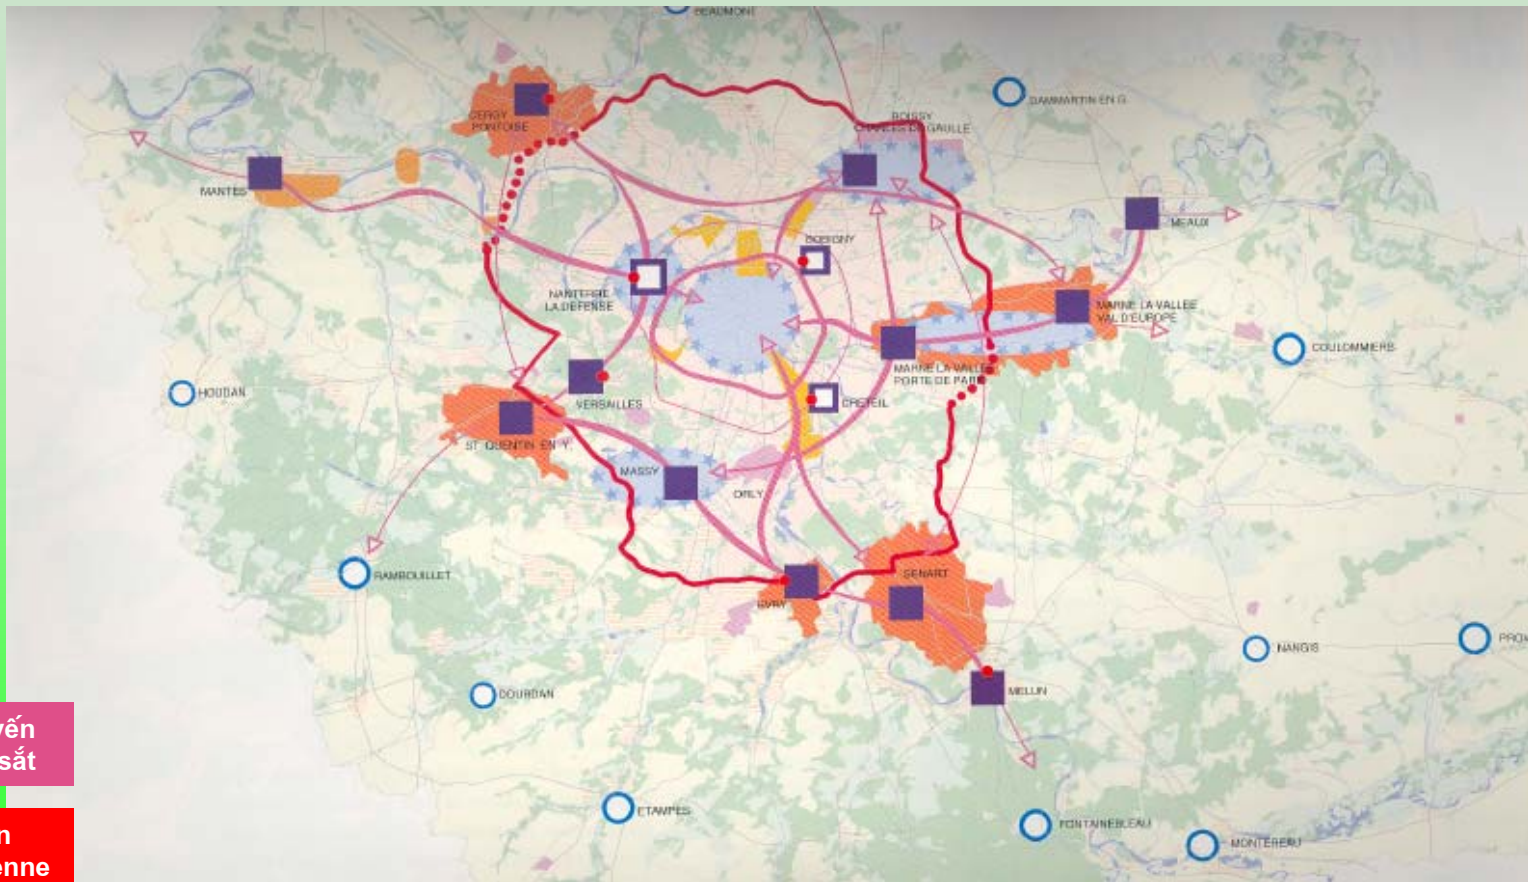 BEAUMONT
DAMMARTIN EN G.
CERGY
PONTOISE
ROISSY
CHARLES DE GAULLE
MANTES
MEAUX
BOBIGNY
NANTERRE
LA DEFENSE
MARNE LA VALLEE
VAL D'EUROPE
COULOMMIERS
MARNE LA VALLEE
PORTE DE PARIS
HOUDAN
VERSAILLES
CRETEIL
ST QUENTIN EN Y.
MASSY
ORLY
RAMBOUILLET
SENART
EVRY
NANGIS
MELUN
DOURDAN
yến
sắt
ETAMPES
FONTAINEBLEAU
MONTEREAU
n
enne